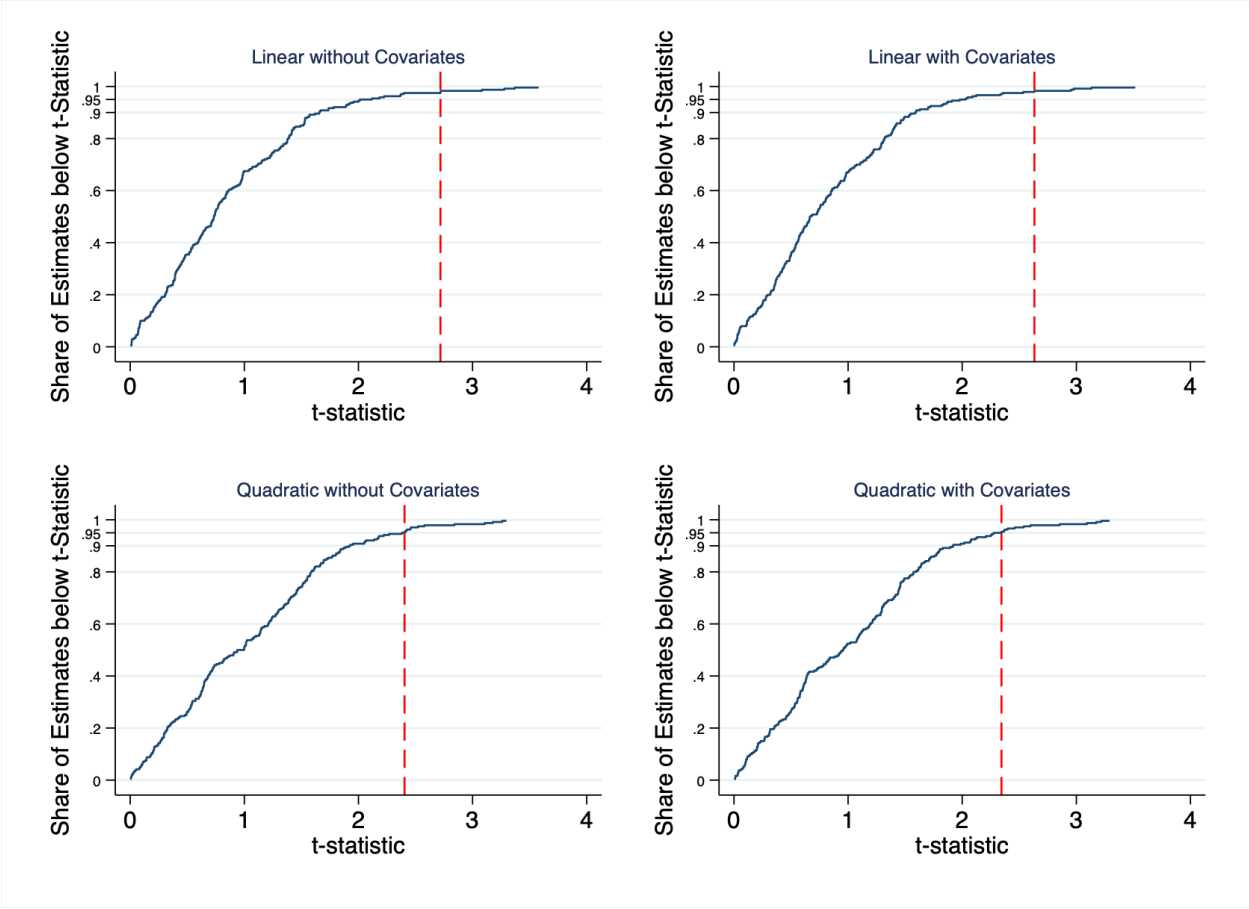 Linear without Covariates
Share of Estimates below t-Statistic
1
.95
.9
.8
.6
.4
.2
0
0 1 2 3 4
t-statistic
Linear with Covariates
Share of Estimates below t-Statistic
1
.95
.9
.8
.6
.4
.2
0
0 1 2 3 4
t-statistic
Quadratic without Covariates
Share of Estimates below t-Statistic
1
.95
.9
.8
.6
.4
.2
0
0 1 2 3 4
t-statistic
Quadratic with Covariates
Share of Estimates below t-Statistic
1
.95
.9
.8
.6
.4
.2
0
0 1 2 3 4
t-statistic